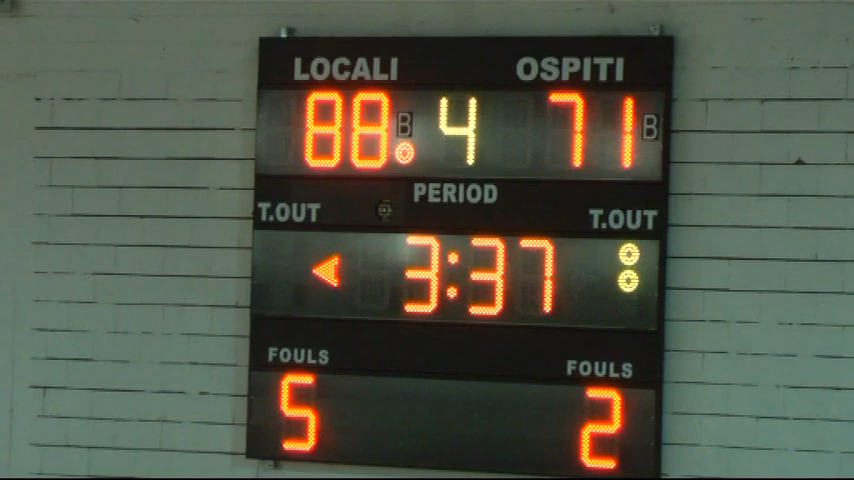 LOCALI OSPITI
88 B 4 71 B
PERIOD
T.OUT T.OUT
3:37
FOULS FOULS
5 2